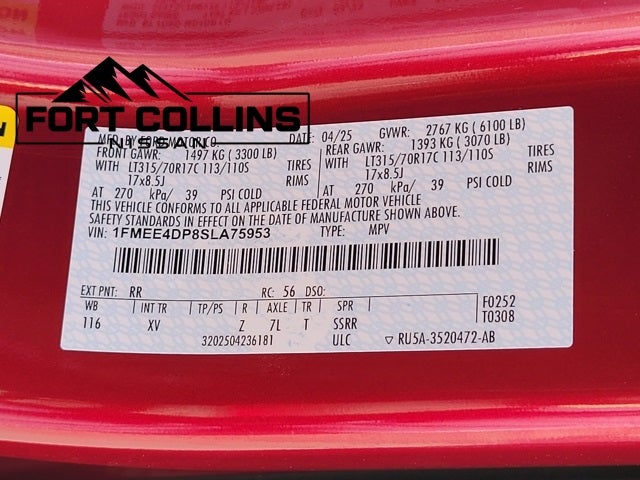 FORT COLLINS
NISSAN
MFD. BY FORD MOTOR CO. DATE: 04/25 GVWR: 2767 KG ( 6100 LB)
FRONT GAWR: 1497 KG ( 3300 LB) REAR GAWR: 1393 KG ( 3070 LB)
WITH LT315/70R17C 113/110S TIRES WITH LT315/70R17C 113/110S TIRES
17x8.5J RIMS 17x8.5J RIMS
AT 270 kPa/ 39 PSI COLD AT 270 kPa/ 39 PSI COLD
THIS VEHICLE CONFORMS TO ALL APPLICABLE FEDERAL MOTOR VEHICLE
SAFETY STANDARDS IN EFFECT ON THE DATE OF MANUFACTURE SHOWN ABOVE.
VIN: 1FMEE4DP8SLA75953 TYPE: MPV
EXT PNT: RR RC: 56 DSO:
WB INT TR TP/PS R AXLE TR SPR F0252
116 XV Z 7L T SSRR T0308
3202504236181 ULC RU5A-3520472-AB